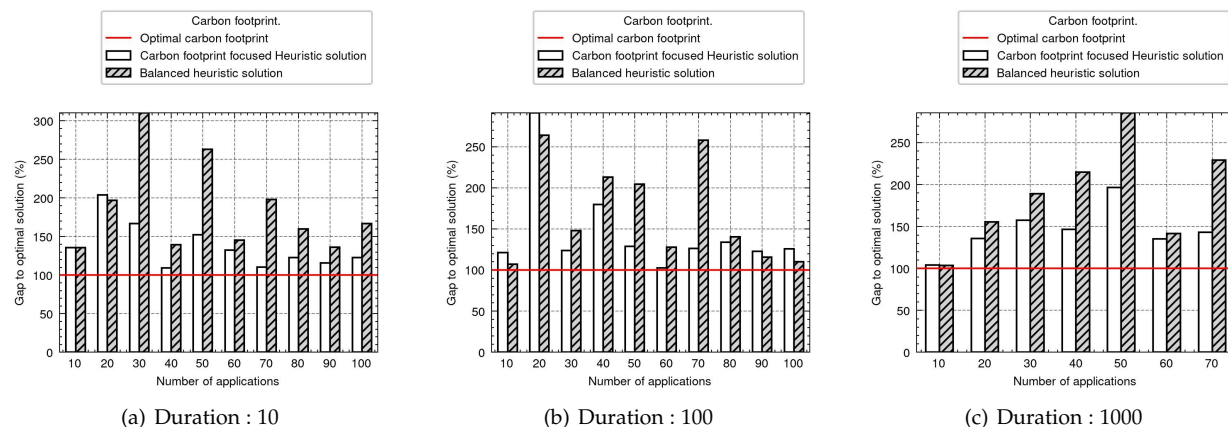 Carbon footprint.
Optimal carbon footprint
Carbon footprint focused Heuristic solution
Balanced heuristic solution
Gap to optimal solution (%)
300
250
200
150
100
50
0
10 20 30 40 50 60 70 80 90 100
Number of applications
(a) Duration : 10
Carbon footprint.
Optimal carbon footprint
Carbon footprint focused Heuristic solution
Balanced heuristic solution
Gap to optimal solution (%)
250
200
150
100
50
0
10 20 30 40 50 60 70 80 90 100
Number of applications
(b) Duration : 100
Carbon footprint.
Optimal carbon footprint
Carbon footprint focused Heuristic solution
Balanced heuristic solution
Gap to optimal solution (%)
250
200
150
100
50
0
10 20 30 40 50 60 70
Number of applications
(c) Duration : 1000